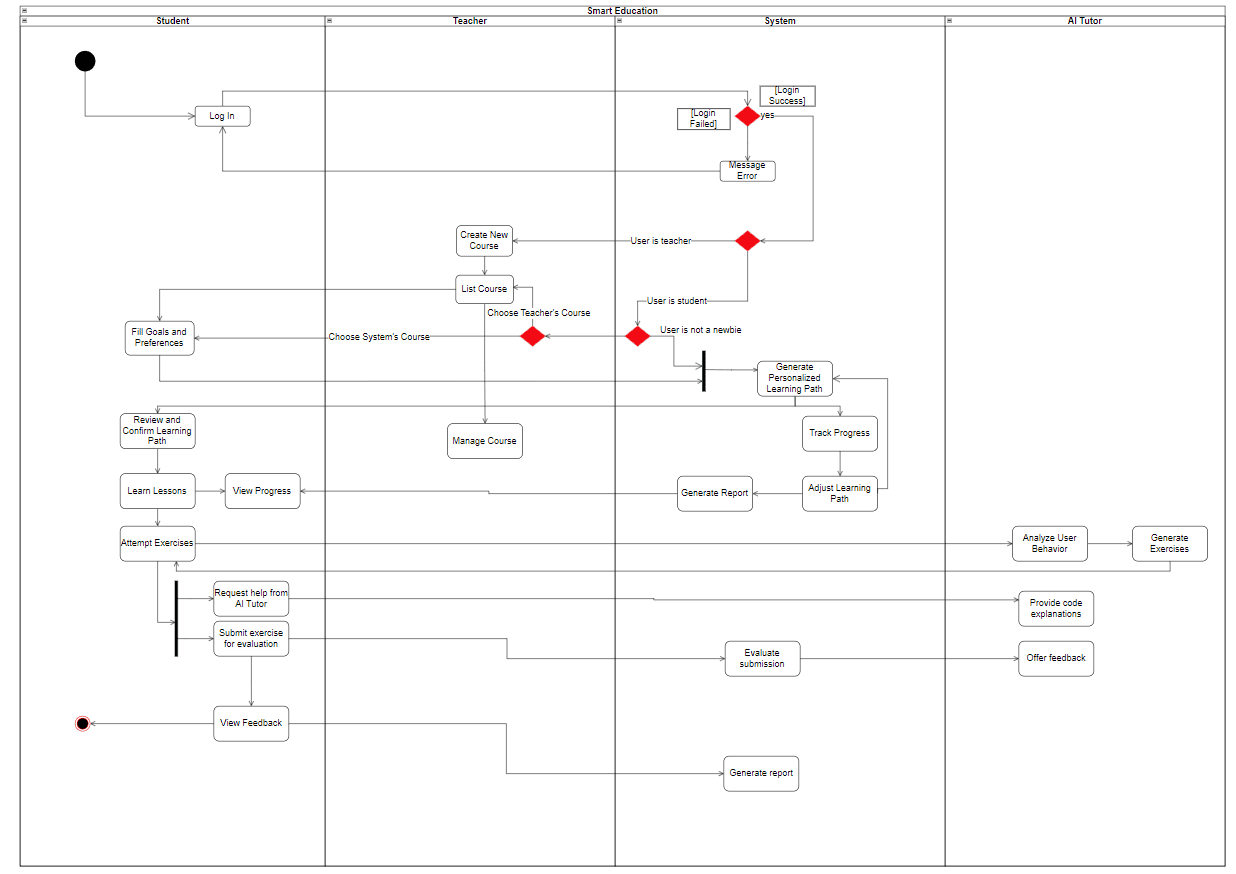 Smart Education
Student
Teacher
System
AI Tutor
[Login
Success]
Log In
[Login
Failed]
yes
Message
Error
Create New
Course
User is teacher
List Course
User is student
Choose Teacher's Course
Fill Goals and
Preferences
Choose System's Course
User is not a newbie
Generate
Personalized
Learning Path
Review and
Confirm Learning
Path
Manage Course
Track Progress
Learn Lessons
View Progress
Generate Report
Adjust Learning
Path
Attempt Exercises
Analyze User
Behavior
Generate
Exercises
Request help from
AI Tutor
Provide code
explanations
Submit exercise
for evaluation
Evaluate
submission
Offer feedback
View Feedback
Generate report